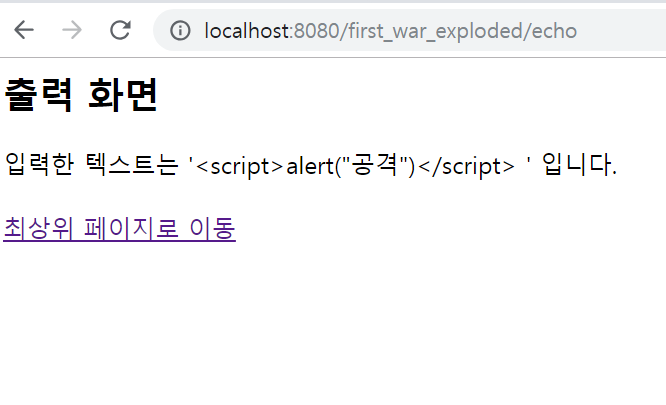 localhost:8080/first_war_exploded/echo
출력 화면
입력한 텍스트는 '<script>alert("공격")</script> ' 입니다.
최상위 페이지로 이동